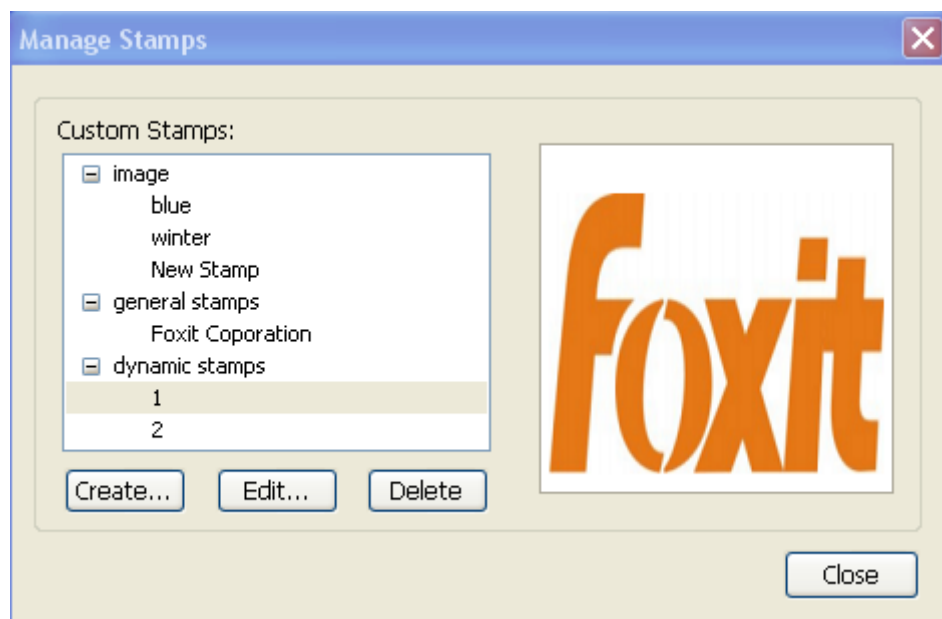 Manage Stamps
Custom Stamps:
image
blue
winter
New Stamp
general stamps
Foxit Coporation
dynamic stamps
1
2
foxit
Create... Edit... Delete
Close